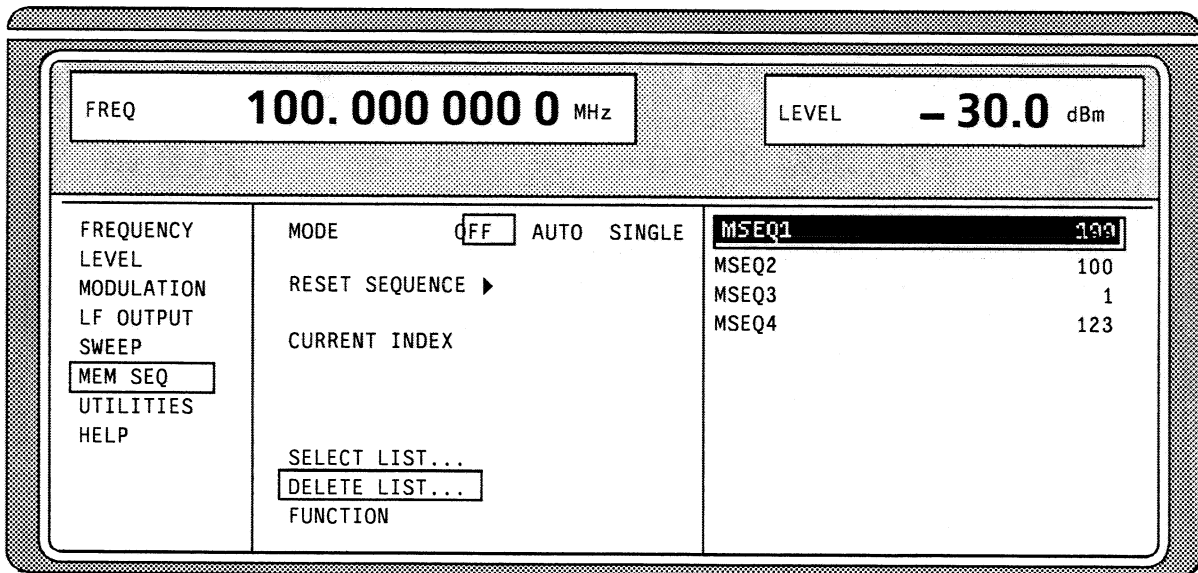 FREQ 100. 000 000 0 MHz
LEVEL – 30.0 dBm
FREQUENCY
LEVEL
MODULATION
LF OUTPUT
SWEEP
MEM SEQ
UTILITIES
HELP
MODE OFF AUTO SINGLE
RESET SEQUENCE ▶
CURRENT INDEX
SELECT LIST...
DELETE LIST...
FUNCTION
MSEQ1
MSEQ2 100
MSEQ3 1
MSEQ4 123